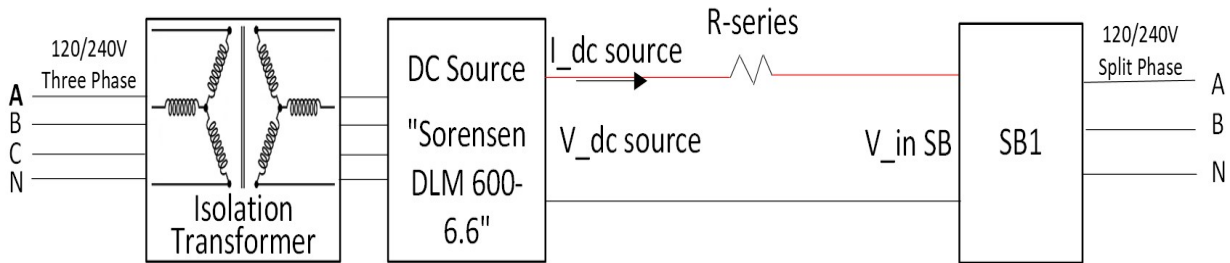 120/240V
Three Phase
A
B
C
N
Isolation
Transformer
DC Source
"Sorensen
DLM 600-
6.6"
I_dc source
R-series
V_dc source
V_in SB
SB1
120/240V
Split Phase
A
B
N